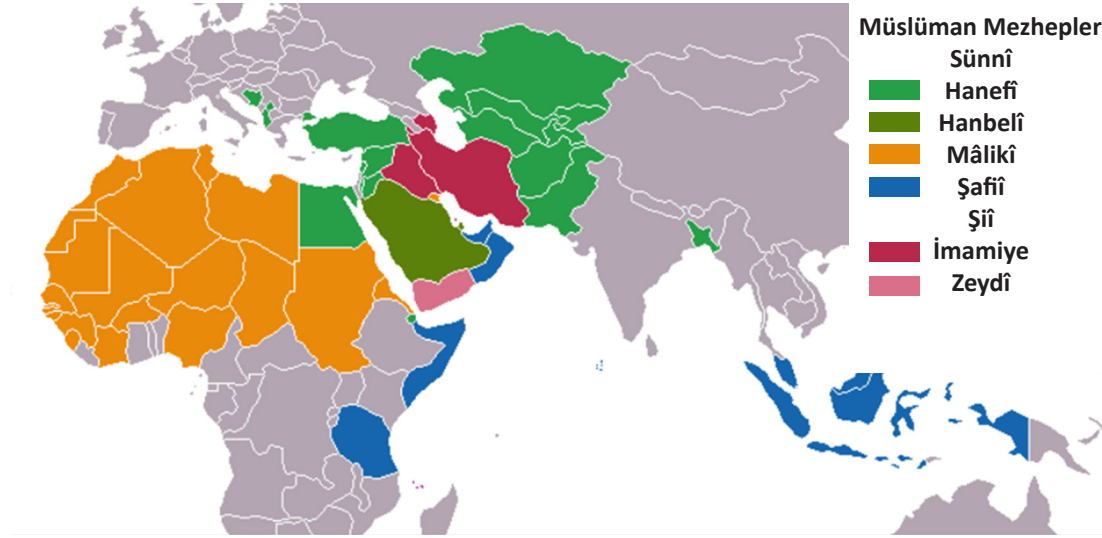 Müslüman Mezhepler
Sünnî
Hanefî
Hanbelî
Mâlikî
Şafiî
Şiî
İmamiye
Zeydî